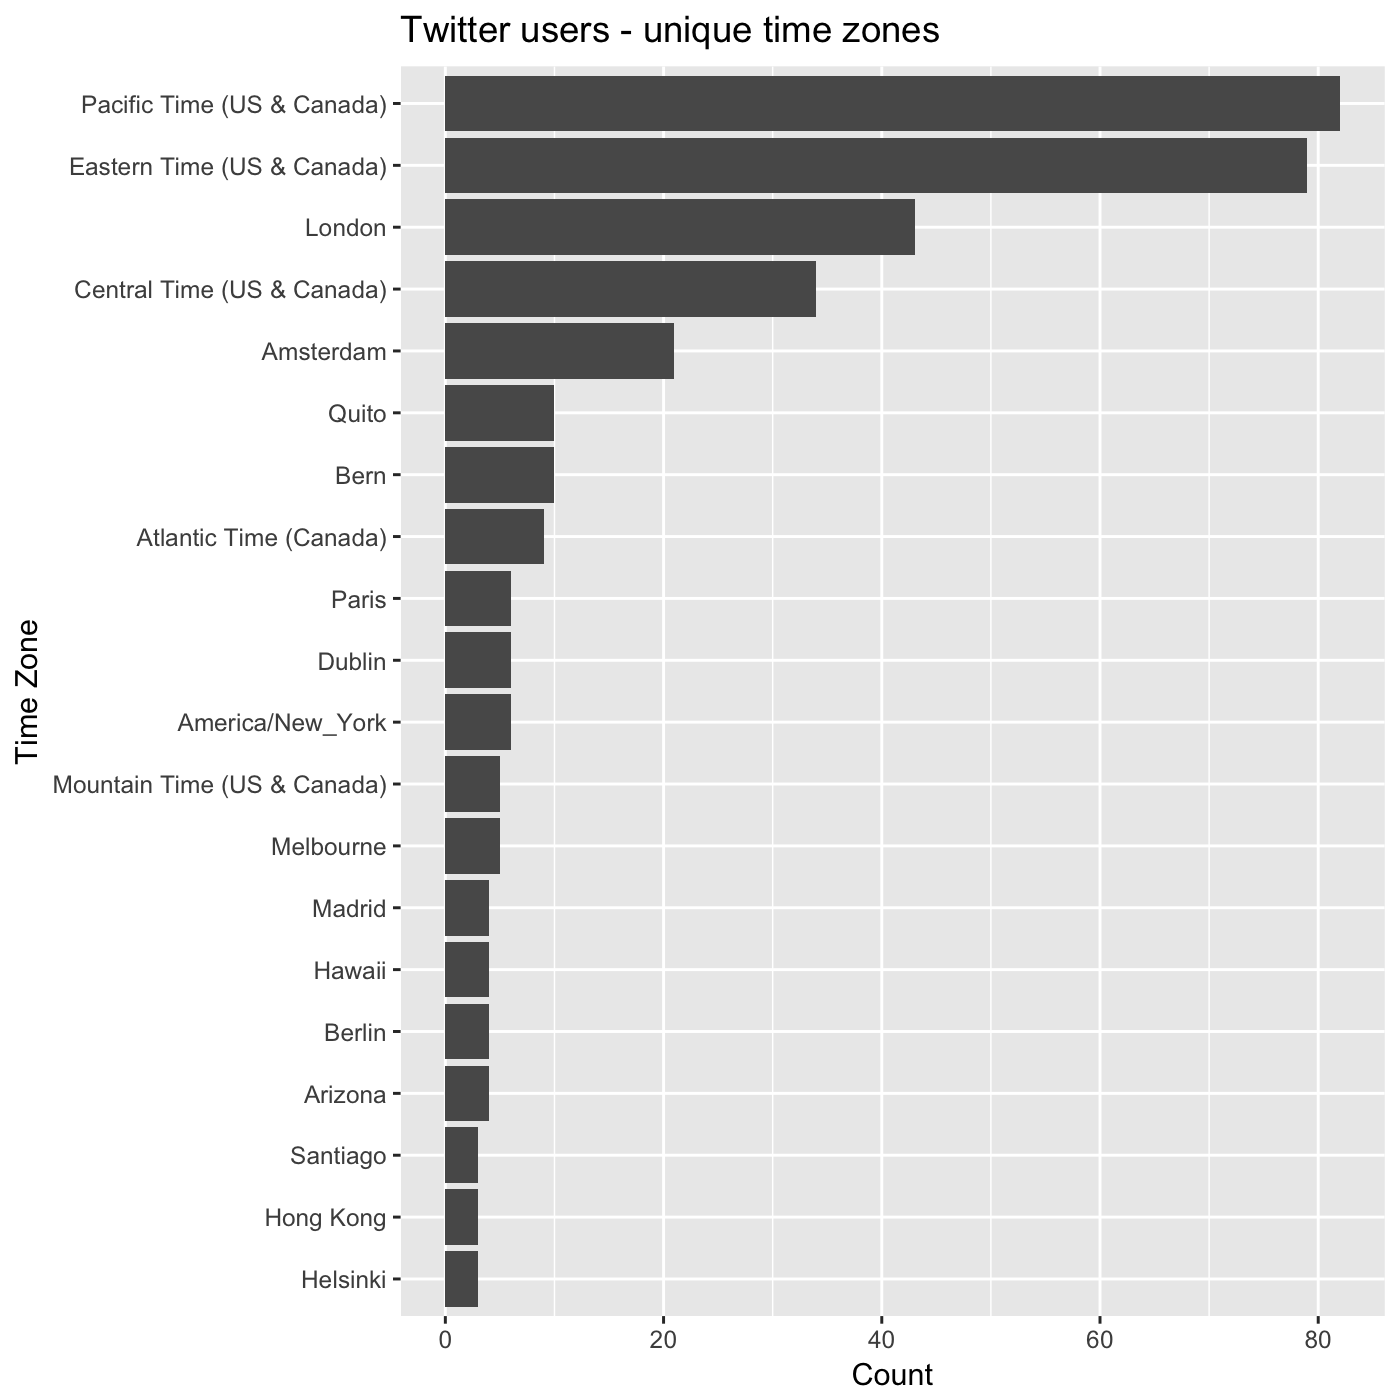 Twitter users - unique time zones
Pacific Time (US & Canada)
Eastern Time (US & Canada)
London
Central Time (US & Canada)
Amsterdam
Quito
Bern
Atlantic Time (Canada)
Paris
Dublin
America/New_York
Mountain Time (US & Canada)
Melbourne
Madrid
Hawaii
Berlin
Arizona
Santiago
Hong Kong
Helsinki
Time Zone
0 20 40 60 80
Count